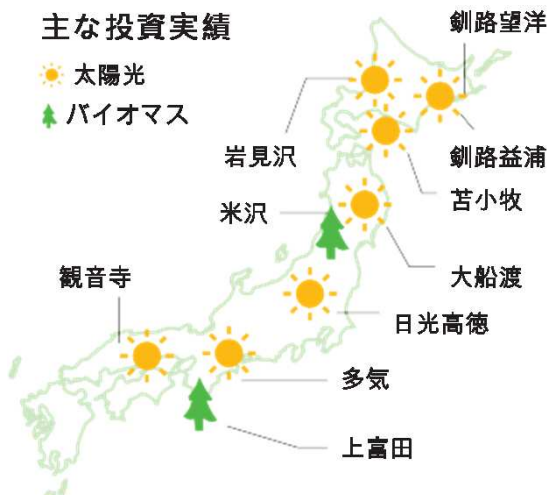 主な投資実績
太陽光
バイオマス
釧路望洋
岩見沢
釧路益浦
苫小牧
米沢
大船渡
観音寺
日光高徳
多気
上富田